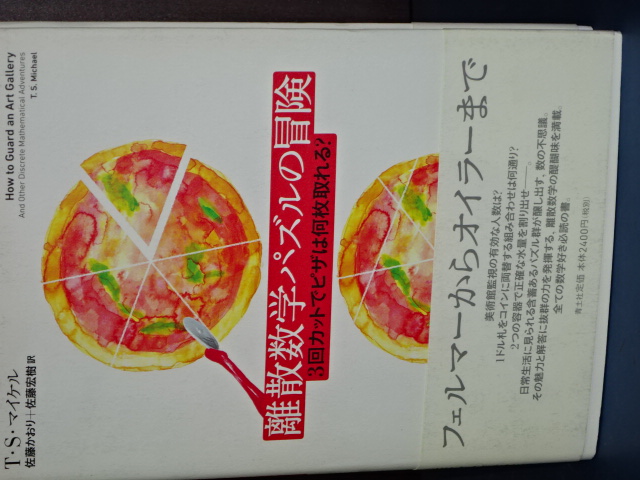 How to Guard an Art Gallery
And Other Discrete Mathematical Adventures
T. S. Michael
離散数学パズルの冒険
3回カットでピザは何枚取れる?
T・S・マイケル
佐藤かおり+佐藤宏樹 訳
フェルマーからオイラーまで
美術館監視の有効な人数は?
1ドル札をコインに両替する組み合わせは何通り?
2つの容器で正確な水量を割り出せ――。
日常生活に見られる含蓄あるパズル群が醸し出す、数の不思議。
その魅力と解答に抜群の力を発揮する、離散数学の醍醐味を満載。
全ての数学好き必読の書。
青土社定価 本体2400円(税別)